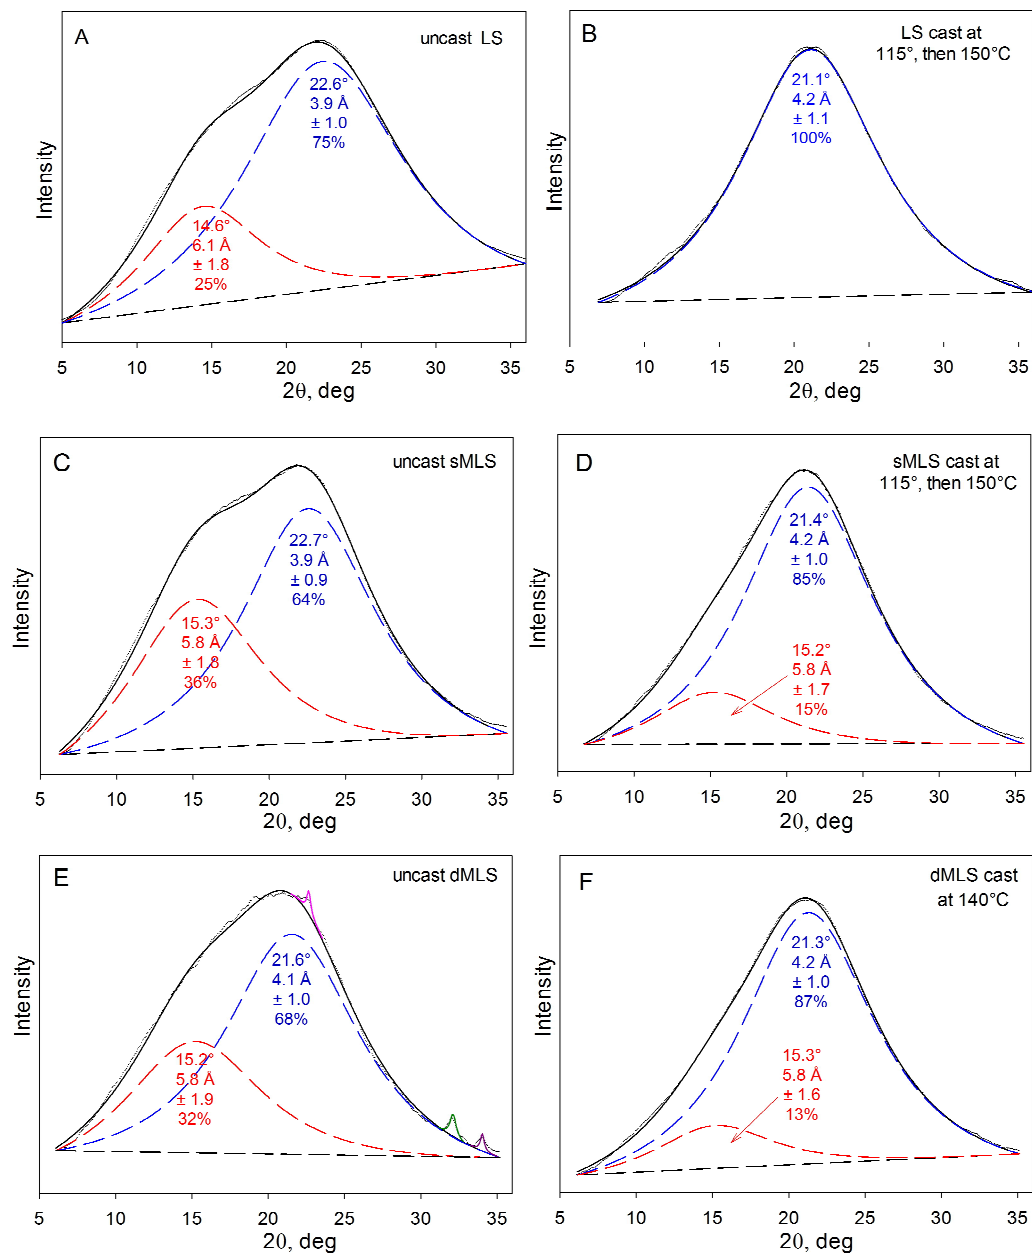 A
uncast LS
22.6°
3.9 Å
± 1.0
75%
14.6°
6.1 Å
± 1.8
25%
Intensity
5 10 15 20 25 30 35
2θ, deg
B
LS cast at
115°, then 150°C
21.1°
4.2 Å
± 1.1
100%
Intensity
5 10 15 20 25 30 35
2θ, deg
C
uncast sMLS
22.7°
3.9 Å
± 0.9
64%
15.3°
5.8 Å
± 1.8
36%
Intensity
5 10 15 20 25 30 35
2θ, deg
D
sMLS cast at
115°, then 150°C
21.4°
4.2 Å
± 1.0
85%
15.2°
5.8 Å
± 1.7
15%
Intensity
5 10 15 20 25 30 35
2θ, deg
E
uncast dMLS
21.6°
4.1 Å
± 1.0
68%
15.2°
5.8 Å
± 1.9
32%
Intensity
5 10 15 20 25 30 35
2θ, deg
F
dMLS cast
at 140°C
21.3°
4.2 Å
± 1.0
87%
15.3°
5.8 Å
± 1.6
13%
Intensity
5 10 15 20 25 30 35
2θ, deg